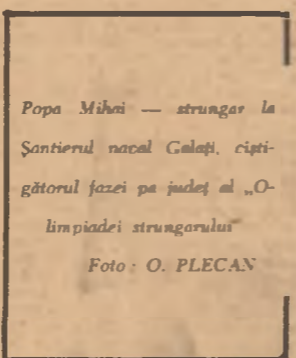 Popa Mihai — strungar la
Șantierul naval Galați, cîști-
gătorul fazei pe județ al „O-
limpiadei strungarului"
Foto · O. PLECAN